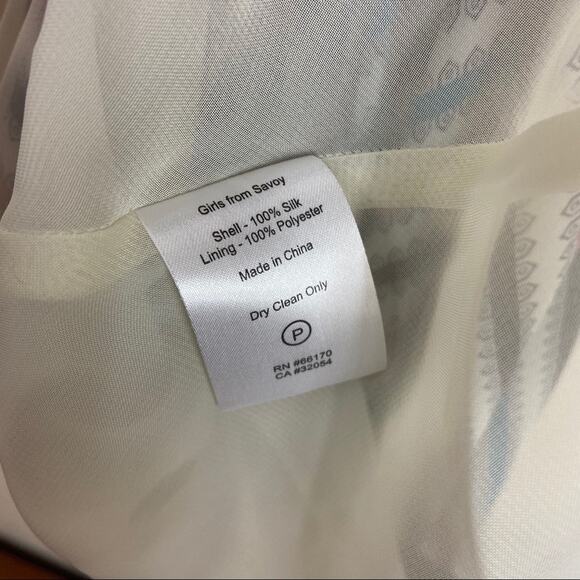 Girls from Savoy
Shell - 100% Silk
Lining - 100% Polyester
Made in China
Dry Clean Only
P
RN #66170
CA #32054